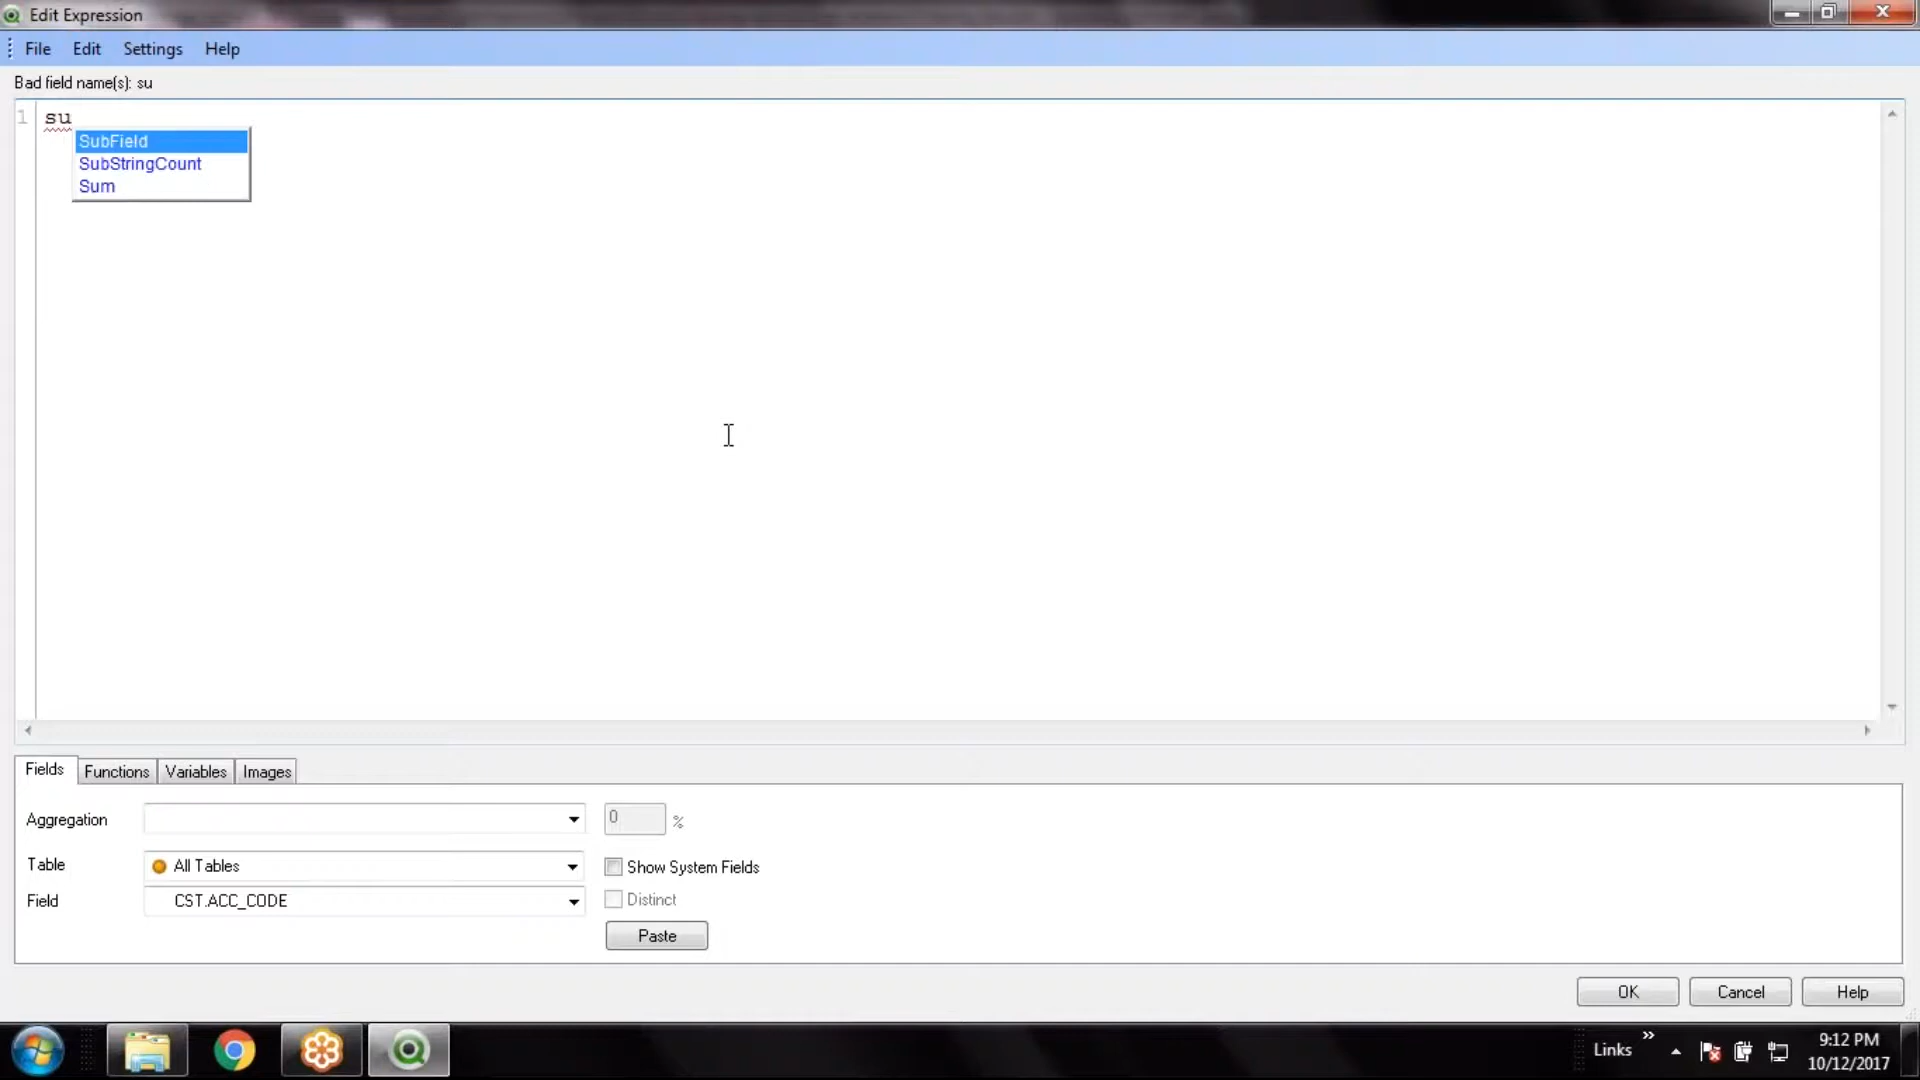 Edit Expression
File Edit Settings Help
Bad field name(s): su
1 su
SubField
SubStringCount
Sum
Fields Functions Variables Images
Aggregation 0 %
Table All Tables Show System Fields
Field CST.ACC_CODE Distinct
Paste
OK Cancel Help
Links » 9:12 PM
10/12/2017